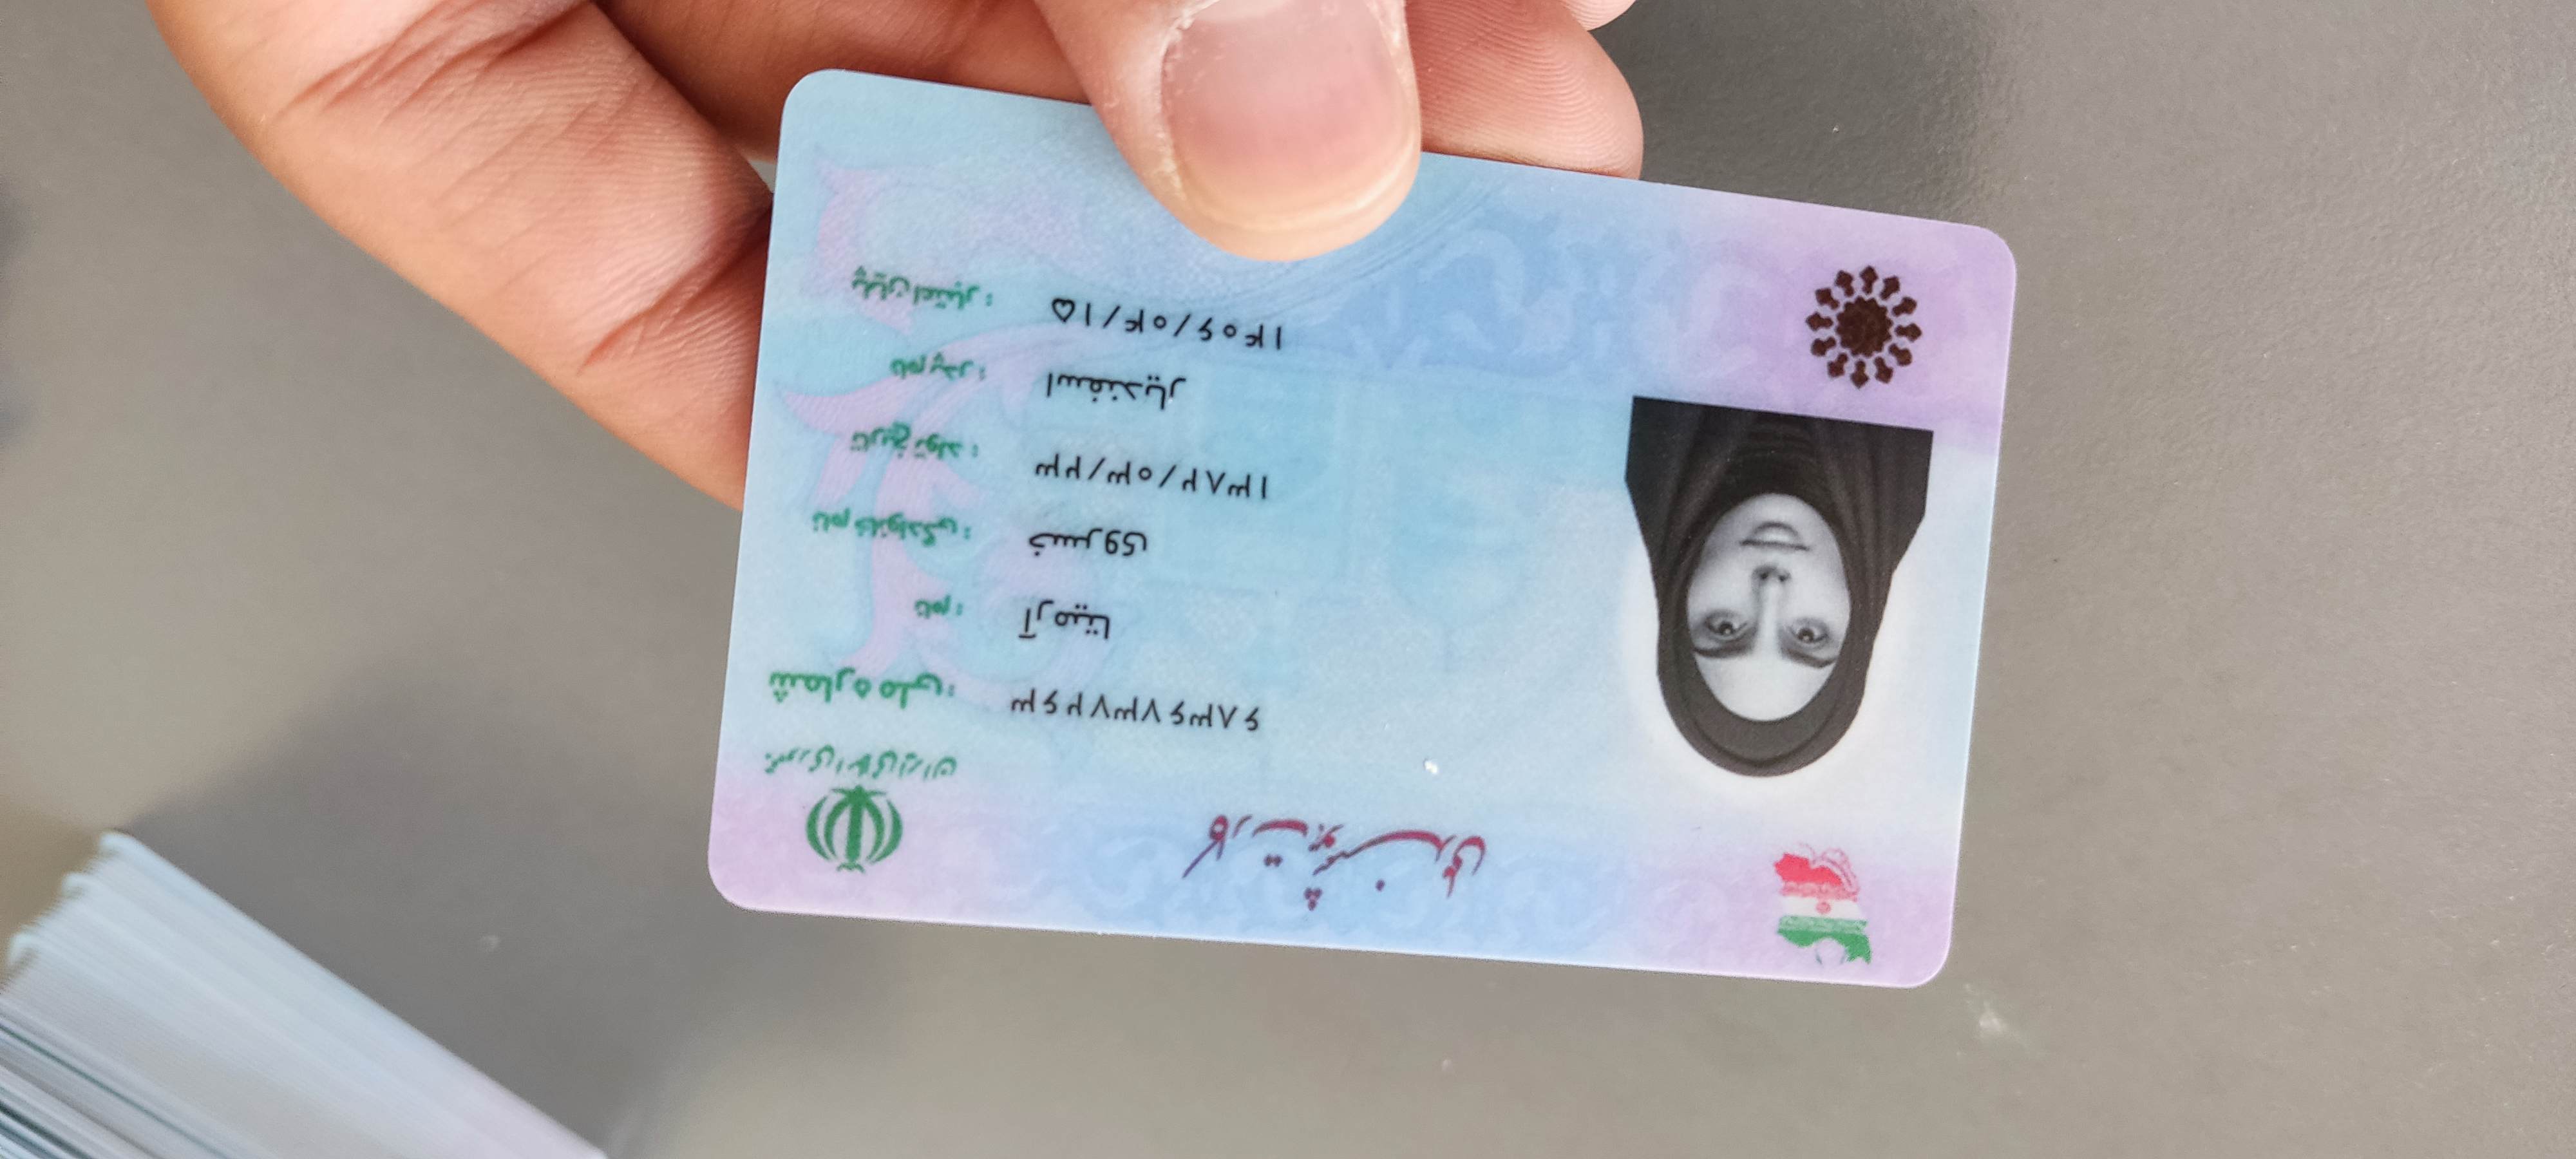 کارت هوشمند ملی
جمهوری اسلامی ایران
شماره ملی: ۶۸۳۶۷۳۷۲۶۳
نام: آرمیتا
نام خانوادگی: خسروی
تاریخ تولد: ۱۳۸۲/۰۳/۲۳
نام پدر: اسفندیار
پایان اعتبار: ۱۴۰۶/۰۴/۱۵